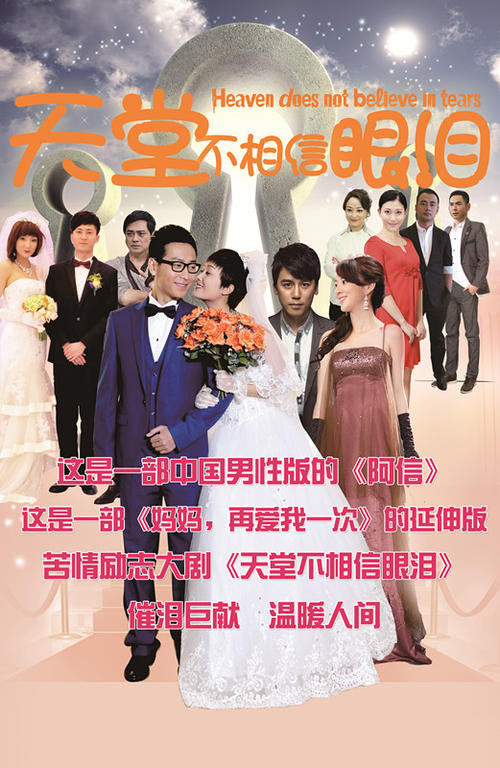 Heaven does not believe in tears
天堂不相信眼泪
这是一部中国男性版的《阿信》
这是一部《妈妈，再爱我一次》的延伸版
苦情励志大剧《天堂不相信眼泪》
催泪巨献 温暖人间